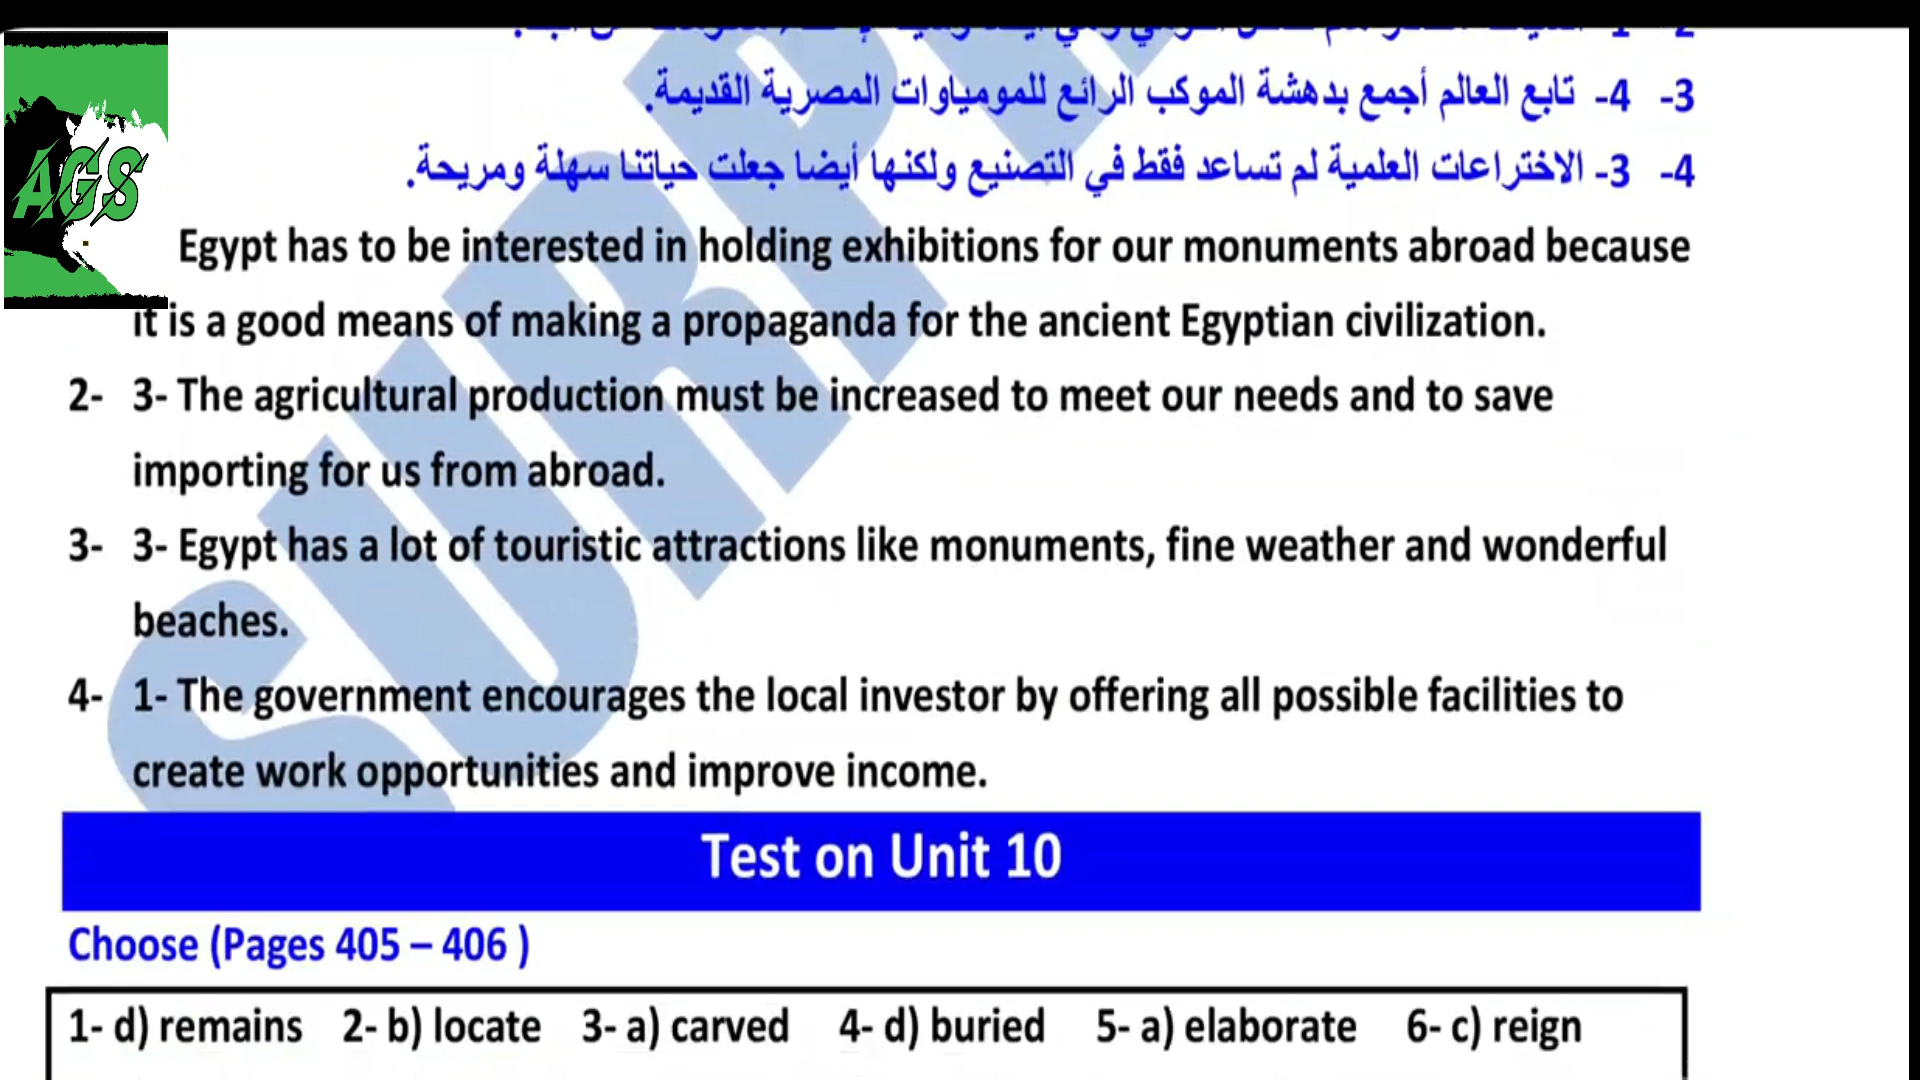 3- 4- تابع العالم أجمع بدهشة الموكب الرائع للمومياوات المصرية القديمة.
4- 3- الاختراعات العلمية لم تساعد فقط في التصنيع ولكنها أيضا جعلت حياتنا سهلة ومريحة.
AGS
Egypt has to be interested in holding exhibitions for our monuments abroad because
it is a good means of making a propaganda for the ancient Egyptian civilization.
2- 3- The agricultural production must be increased to meet our needs and to save
importing for us from abroad.
3- 3- Egypt has a lot of touristic attractions like monuments, fine weather and wonderful
beaches.
4- 1- The government encourages the local investor by offering all possible facilities to
create work opportunities and improve income.
Test on Unit 10
Choose (Pages 405 – 406 )
1- d) remains 2- b) locate 3- a) carved 4- d) buried 5- a) elaborate 6- c) reign